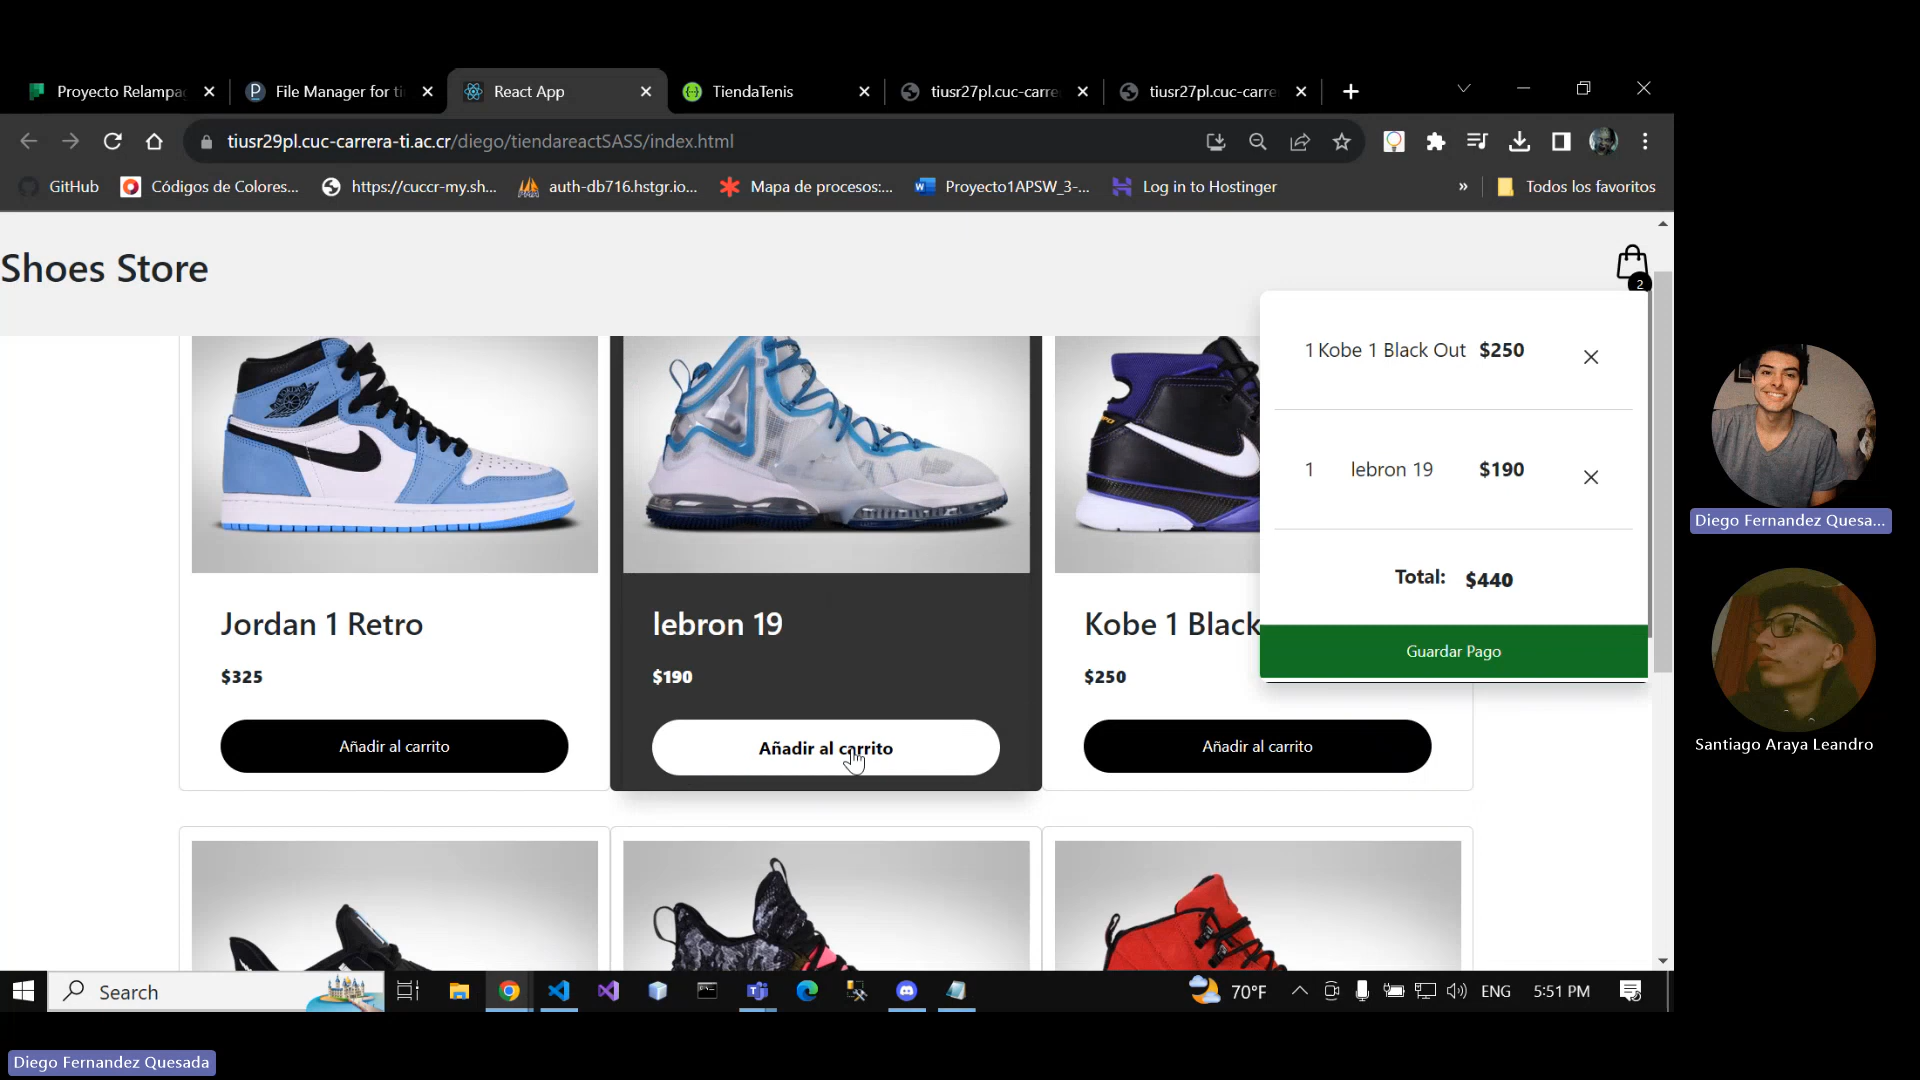 Proyecto Relampa
File Manager for ti
React App
TiendaTenis
tiusr27pl.cuc-carre
tiusr27pl.cuc-carre
tiusr29pl.cuc-carrera-ti.ac.cr/diego/tiendareactSASS/index.html
GitHub
Códigos de Colores...
https://cuccr-my.sh...
auth-db716.hstgr.io...
Mapa de procesos:...
Proyecto1APSW_3-...
Log in to Hostinger
»
Todos los favoritos
Shoes Store
2
1 Kobe 1 Black Out $250
1 lebron 19 $190
Total: $440
Guardar Pago
Jordan 1 Retro
$325
Añadir al carrito
lebron 19
$190
Añadir al carrito
Kobe 1 Black
$250
Añadir al carrito
Diego Fernandez Quesa...
Santiago Araya Leandro
Search
70°F
ENG
5:51 PM
Diego Fernandez Quesada